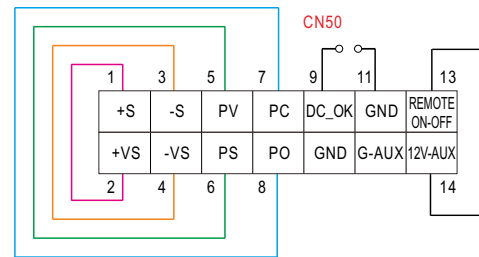 CN50
1 3 5 7 9 11 13
+S -S PV PC DC_OK GND REMOTE
ON-OFF
+VS -VS PS PO GND G-AUX 12V-AUX
2 4 6 8 14